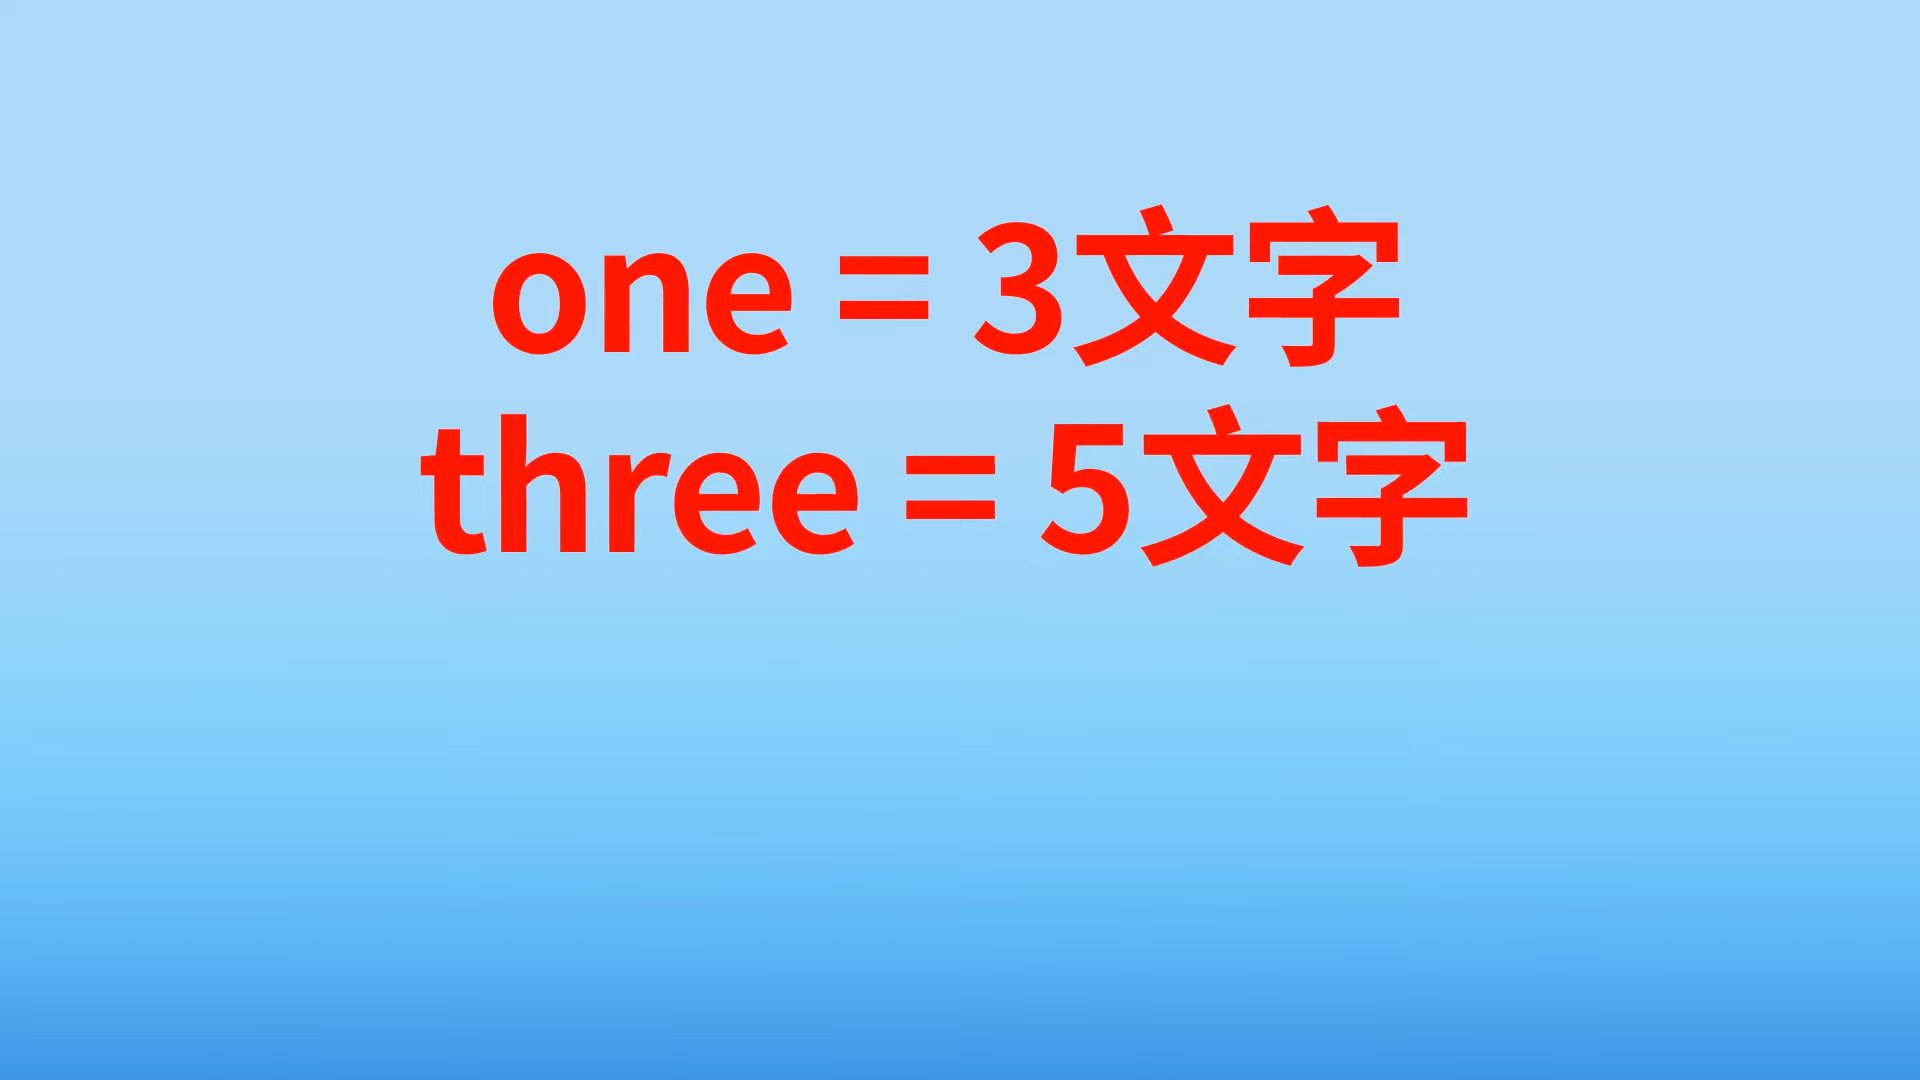 one = 3文字
three = 5文字